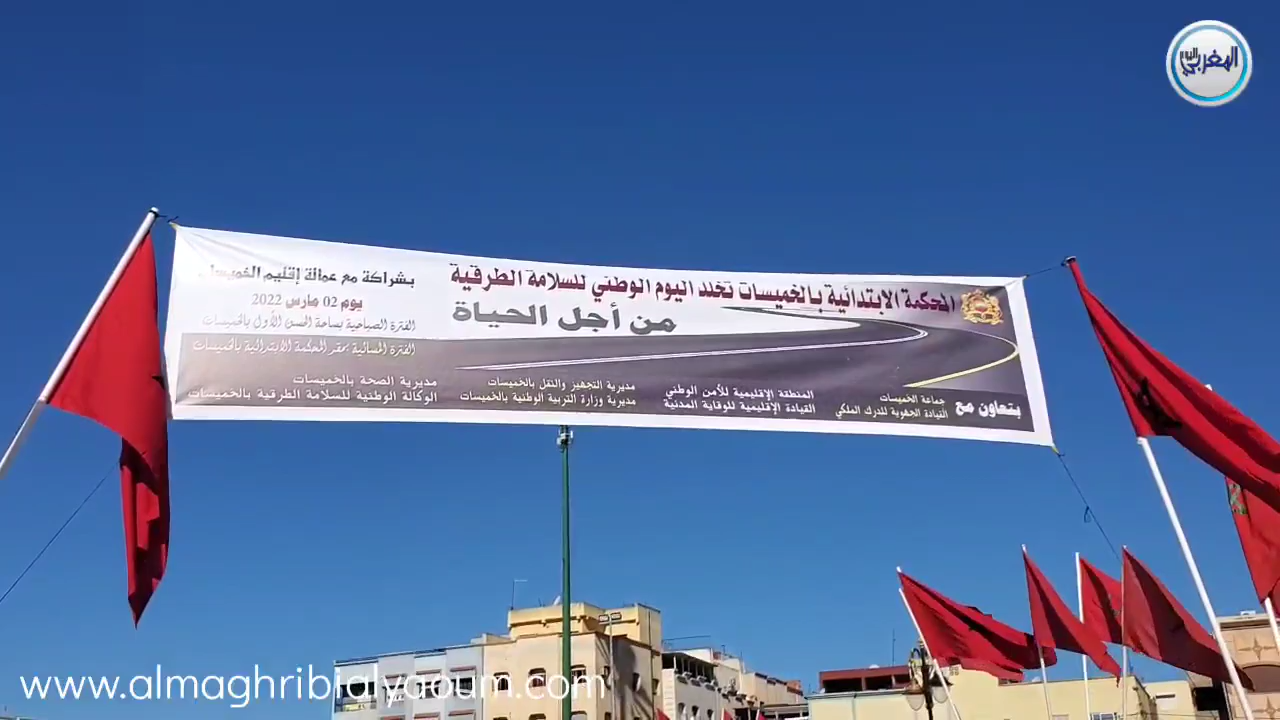 المغربي اليوم
المحكمة الابتدائية بالخميسات تخلد اليوم الوطني للسلامة الطرقية
من أجل الحياة
بشراكة مع عمالة إقليم الخميسات
يوم 02 مارس 2022
الفترة الصباحية بساحة الحسن الأول بالخميسات
الفترة المسائية بمقر المحكمة الابتدائية بالخميسات
بتعاون مع
جماعة الخميسات
القيادة الجهوية للدرك الملكي
المنطقة الإقليمية للأمن الوطني
القيادة الإقليمية للوقاية المدنية
مديرية التجهيز والنقل بالخميسات
مديرية وزارة التربية الوطنية بالخميسات
مديرية الصحة بالخميسات
الوكالة الوطنية للسلامة الطرقية بالخميسات
www.almaghribialyaoum.com